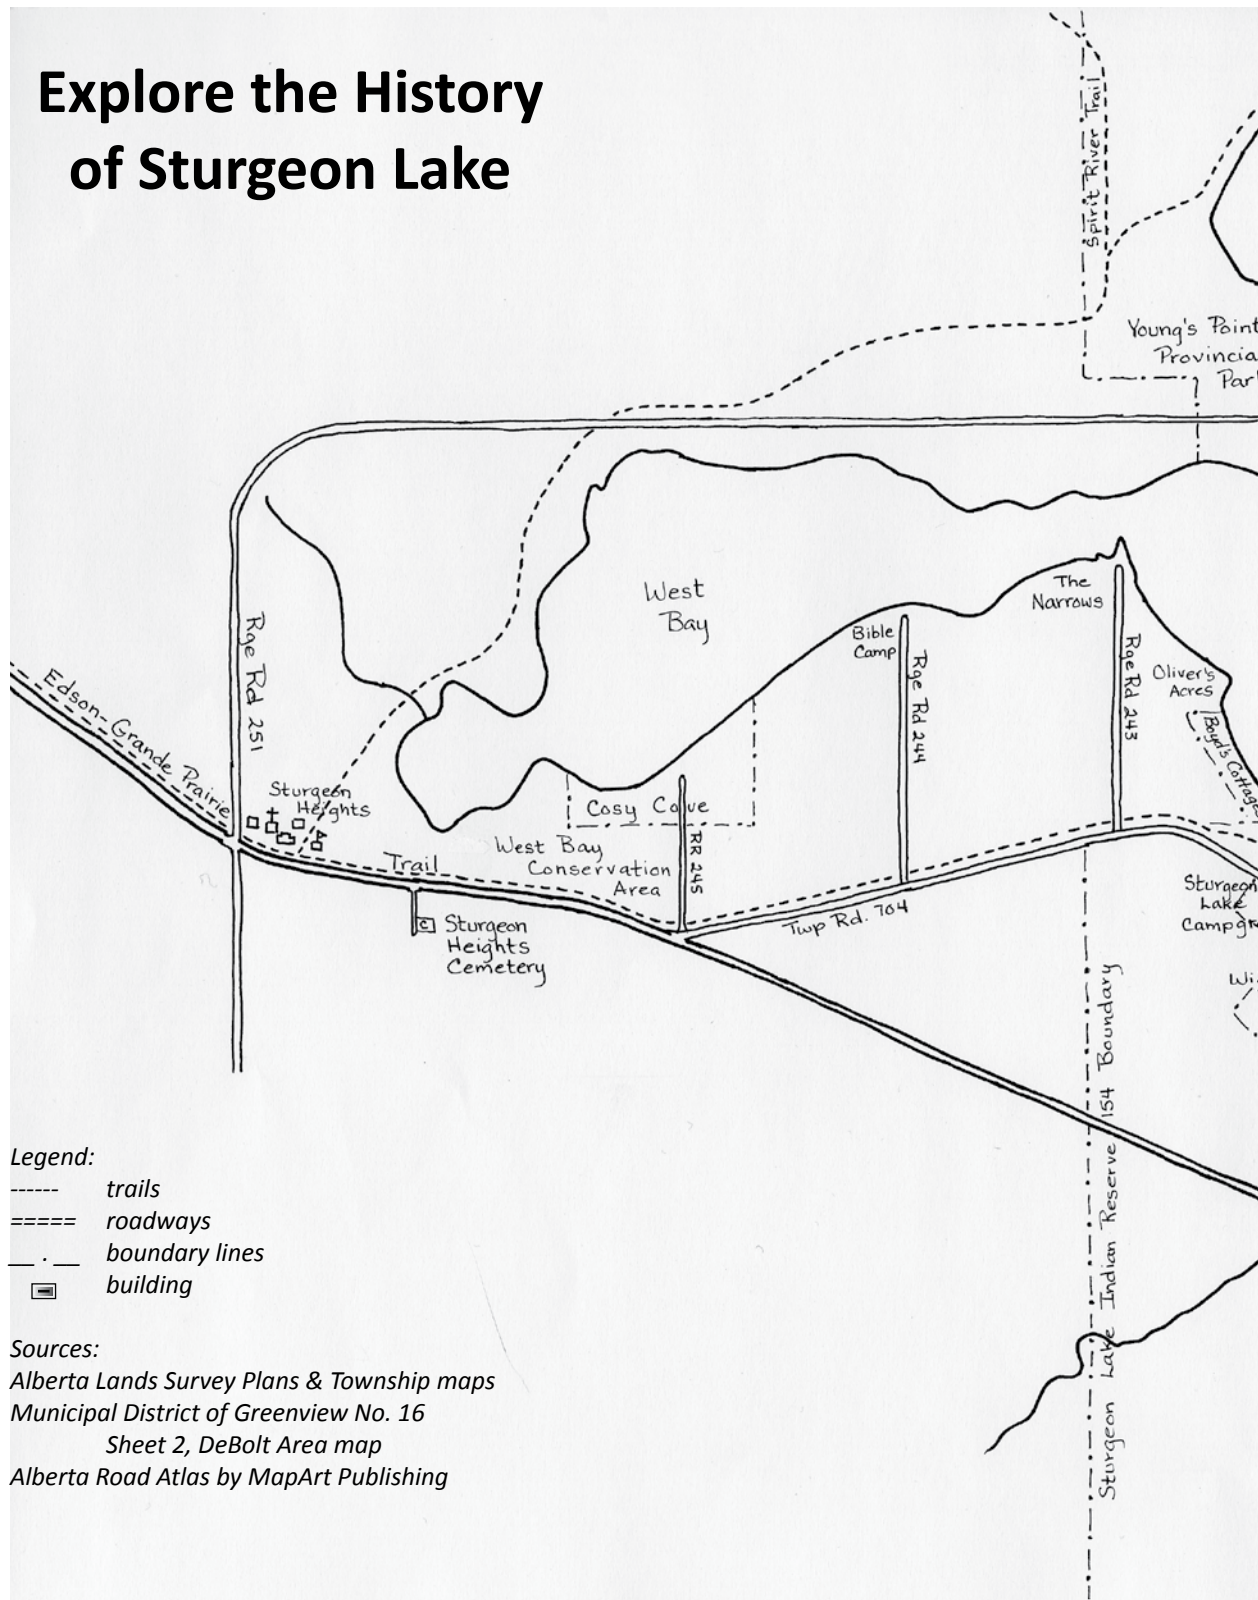 Explore the History
of Sturgeon Lake
Spirit River Trail
Young's Point
Provincia
Par
West
Bay
The
Narrows
Bible
Camp
Rge Rd 244
Rge Rd 243
Oliver's
Acres
Boyd's Cottage
Rge Rd 251
Edson-Grande Prairie
Sturgeon
Heights
Cosy Cove
Trail
West Bay
Conservation
Area
RR 245
Twp Rd. 704
Sturgeon
Lake
Campgr
C
Sturgeon
Heights
Cemetery
Wi
Sturgeon Lake Indian Reserve 154 Boundary
Legend:
------ trails
===== roadways
__ . __ boundary lines
building
Sources:
Alberta Lands Survey Plans & Township maps
Municipal District of Greenview No. 16
Sheet 2, DeBolt Area map
Alberta Road Atlas by MapArt Publishing